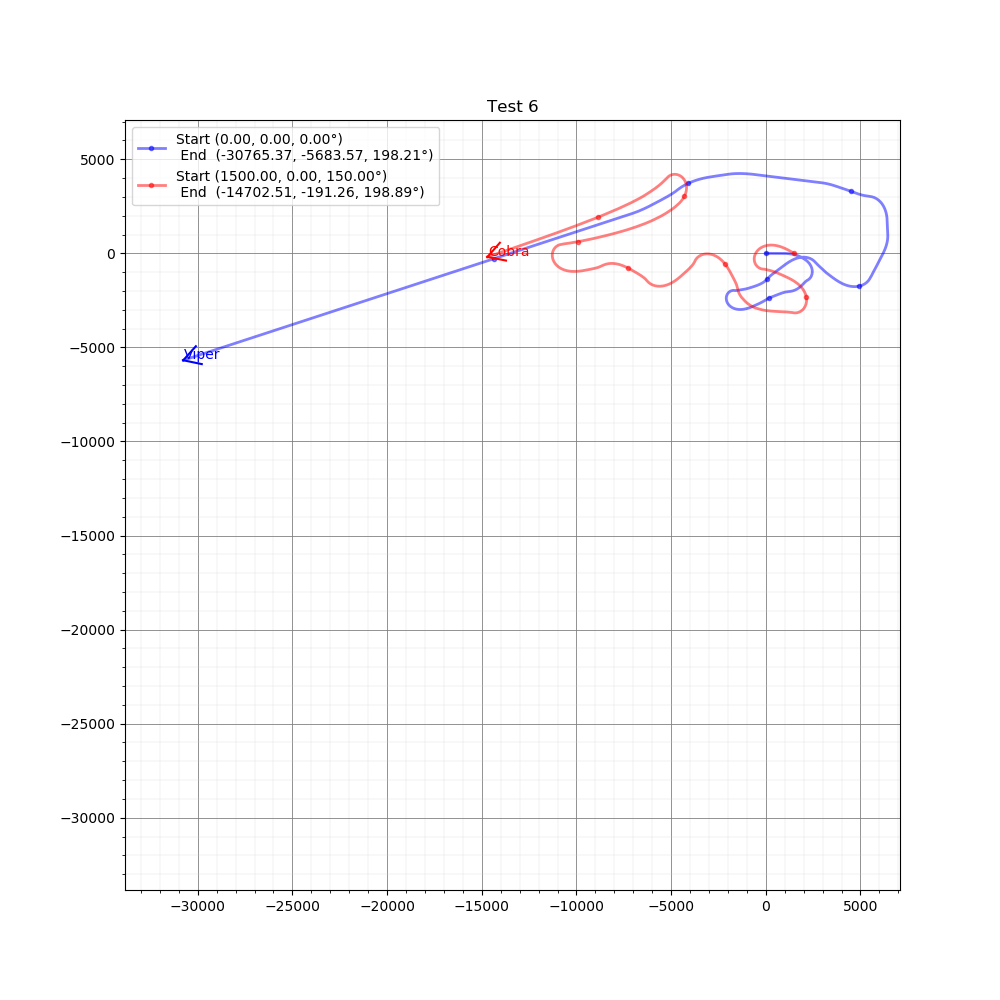 Test 6
Start (0.00, 0.00, 0.00°)
End  (-30765.37, -5683.57, 198.21°)
Start (1500.00, 0.00, 150.00°)
End  (-14702.51, -191.26, 198.89°)
5000
0
−5000
−10000
−15000
−20000
−25000
−30000
Cobra
Viper
−30000 −25000 −20000 −15000 −10000 −5000 0 5000